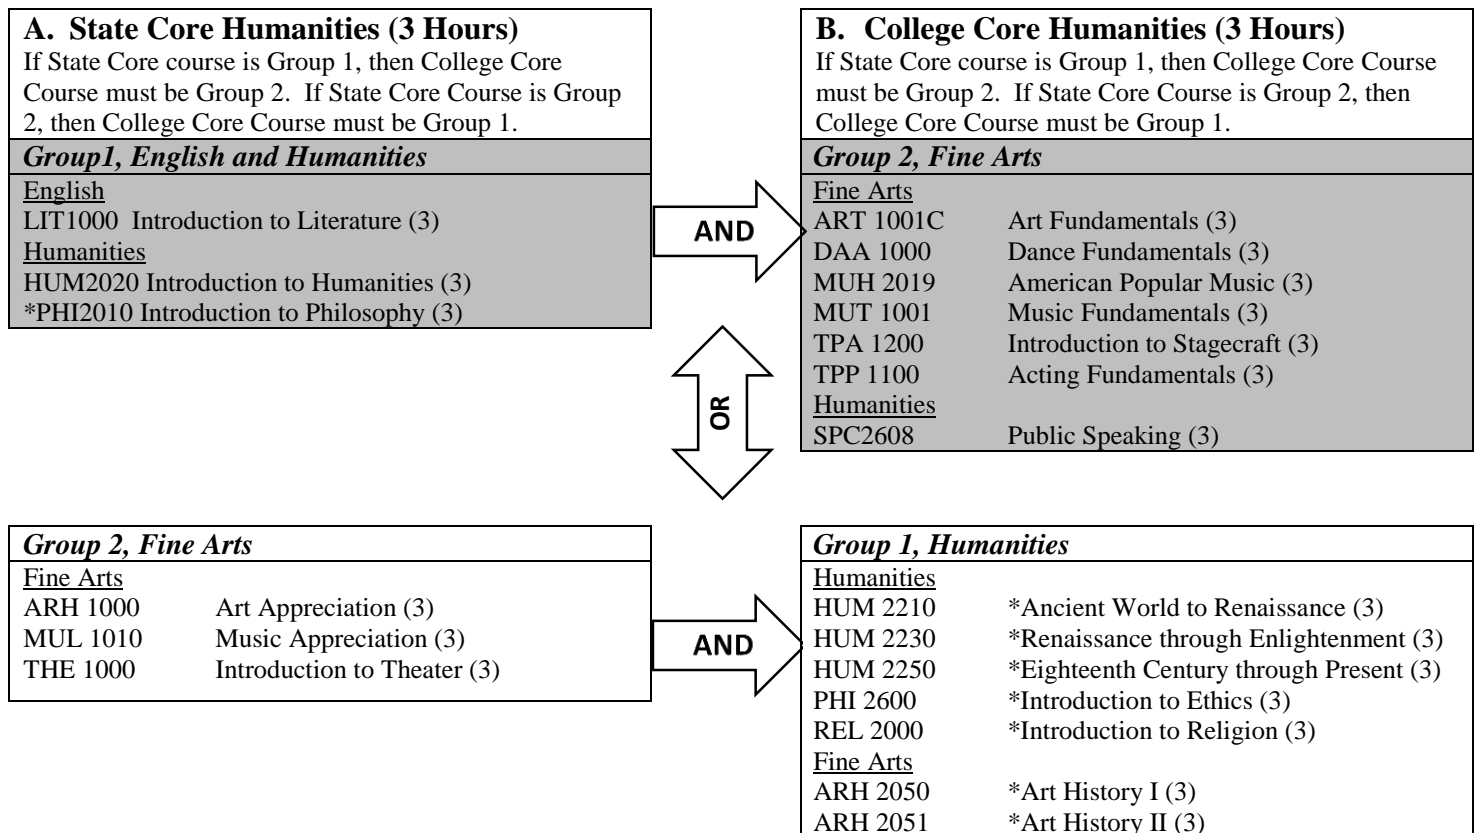 A. State Core Humanities (3 Hours)
If State Core course is Group 1, then College Core
Course must be Group 2. If State Core Course is Group
2, then College Core Course must be Group 1.
Group1, English and Humanities
English
LIT1000 Introduction to Literature (3)
Humanities
HUM2020 Introduction to Humanities (3)
*PHI2010 Introduction to Philosophy (3)
AND
B. College Core Humanities (3 Hours)
If State Core course is Group 1, then College Core Course
must be Group 2. If State Core Course is Group 2, then
College Core Course must be Group 1.
Group 2, Fine Arts
Fine Arts
ART 1001C Art Fundamentals (3)
DAA 1000 Dance Fundamentals (3)
MUH 2019 American Popular Music (3)
MUT 1001 Music Fundamentals (3)
TPA 1200 Introduction to Stagecraft (3)
TPP 1100 Acting Fundamentals (3)
Humanities
SPC2608 Public Speaking (3)
OR
Group 2, Fine Arts
Fine Arts
ARH 1000 Art Appreciation (3)
MUL 1010 Music Appreciation (3)
THE 1000 Introduction to Theater (3)
AND
Group 1, Humanities
Humanities
HUM 2210 *Ancient World to Renaissance (3)
HUM 2230 *Renaissance through Enlightenment (3)
HUM 2250 *Eighteenth Century through Present (3)
PHI 2600 *Introduction to Ethics (3)
REL 2000 *Introduction to Religion (3)
Fine Arts
ARH 2050 *Art History I (3)
ARH 2051 *Art History II (3)